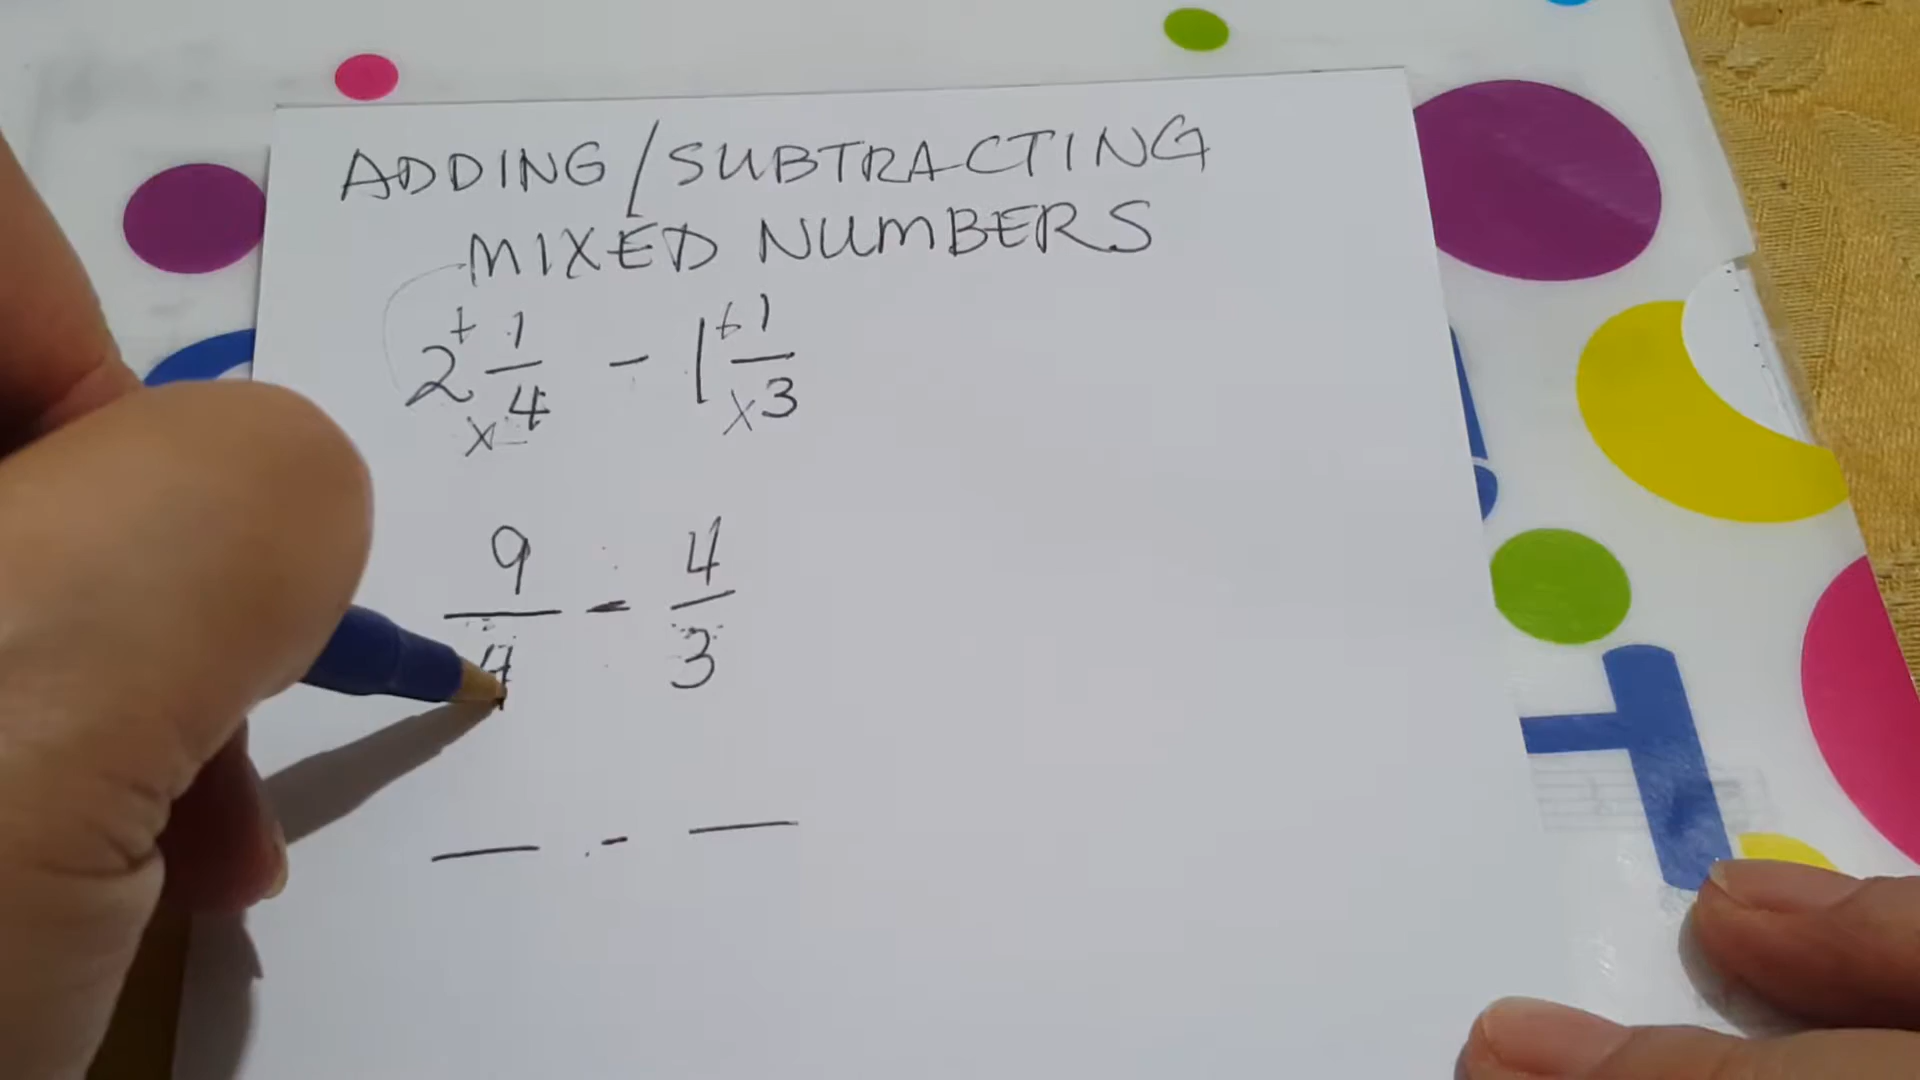 ADDING/SUBTRACTING
MIXED NUMBERS
2 + 1/4 x - 1 + 1/3 x
9/4 - 4/3
-